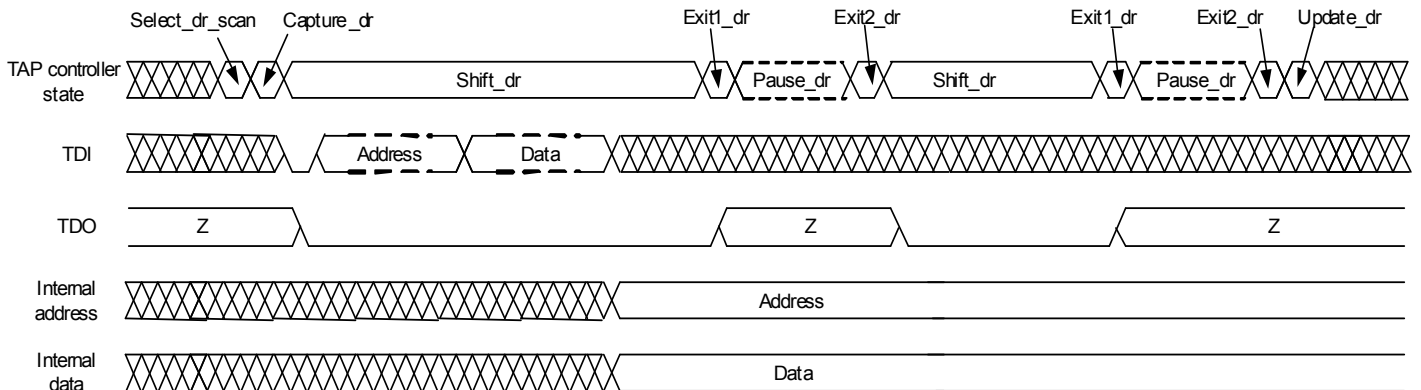 Select_dr_scan Capture_dr Exit1_dr Exit2_dr Exit1_dr Exit2_dr Update_dr
TAP controller
state
Shift_dr Pause_dr Shift_dr Pause_dr
TDI Address Data
TDO Z Z Z
Internal
address
Address
Internal
data
Data